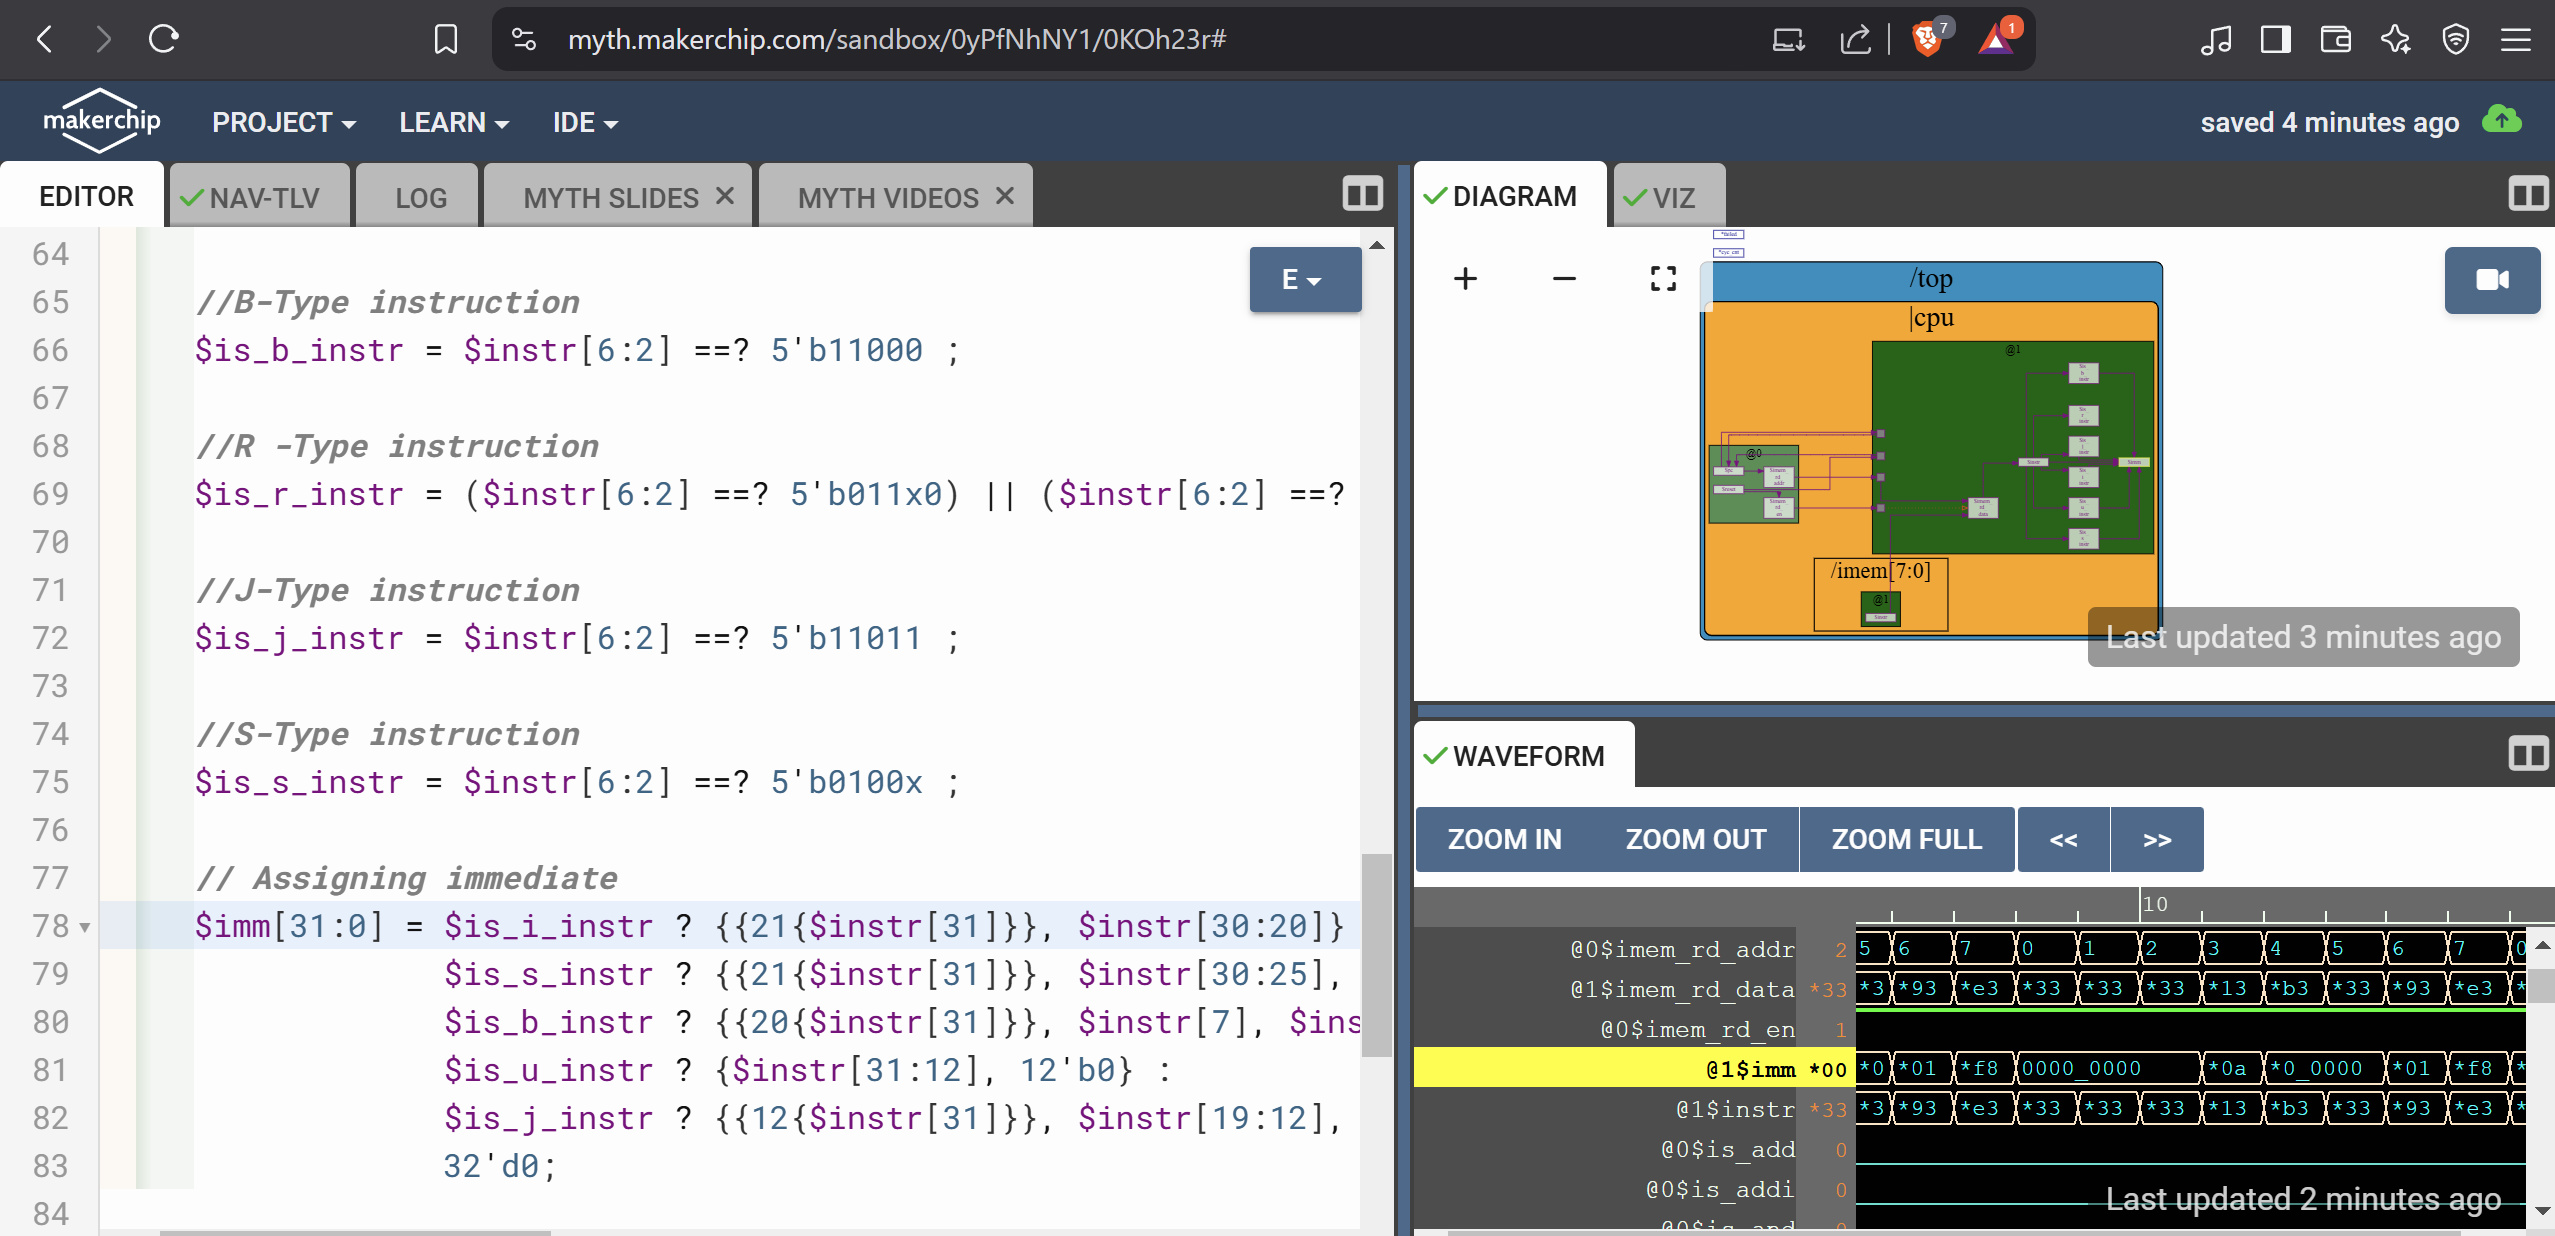 myth.makerchip.com/sandbox/0yPfNhNY1/0KOh23r#
7
1
makerchip
PROJECT
LEARN
IDE
saved 4 minutes ago
EDITOR
NAV-TLV
LOG
MYTH SLIDES
MYTH VIDEOS
64
65 //B-Type instruction
66 $is_b_instr = $instr[6:2] ==? 5'b11000 ;
67
68 //R -Type instruction
69 $is_r_instr = ($instr[6:2] ==? 5'b011x0) || ($instr[6:2] ==?
70
71 //J-Type instruction
72 $is_j_instr = $instr[6:2] ==? 5'b11011 ;
73
74 //S-Type instruction
75 $is_s_instr = $instr[6:2] ==? 5'b0100x ;
76
77 // Assigning immediate
78 $imm[31:0] = $is_i_instr ? {{21{$instr[31]}}, $instr[30:20]}
79 $is_s_instr ? {{21{$instr[31]}}, $instr[30:25],
80 $is_b_instr ? {{20{$instr[31]}}, $instr[7], $ins
81 $is_u_instr ? {$instr[31:12], 12'b0} :
82 $is_j_instr ? {{12{$instr[31]}}, $instr[19:12],
83 32'd0;
84
E
DIAGRAM
VIZ
/top
|cpu
@1
@0
/imem[7:0]
@1
Last updated 3 minutes ago
WAVEFORM
ZOOM IN
ZOOM OUT
ZOOM FULL
<<
>>
10
@0$imem_rd_addr 2 5 6 7 0 1 2 3 4 5 6 7 0
@1$imem_rd_data *33 *3 *93 *e3 *33 *33 *33 *13 *b3 *33 *93 *e3 *
@0$imem_rd_en 1
@1$imm *00 *0 *01 *f8 0000_0000 *0a *0_0000 *01 *f8 *
@1$instr *33 *3 *93 *e3 *33 *33 *33 *13 *b3 *33 *93 *e3 *
@0$is_add 0
@0$is_addi 0
@0$is_and 0
Last updated 2 minutes ago